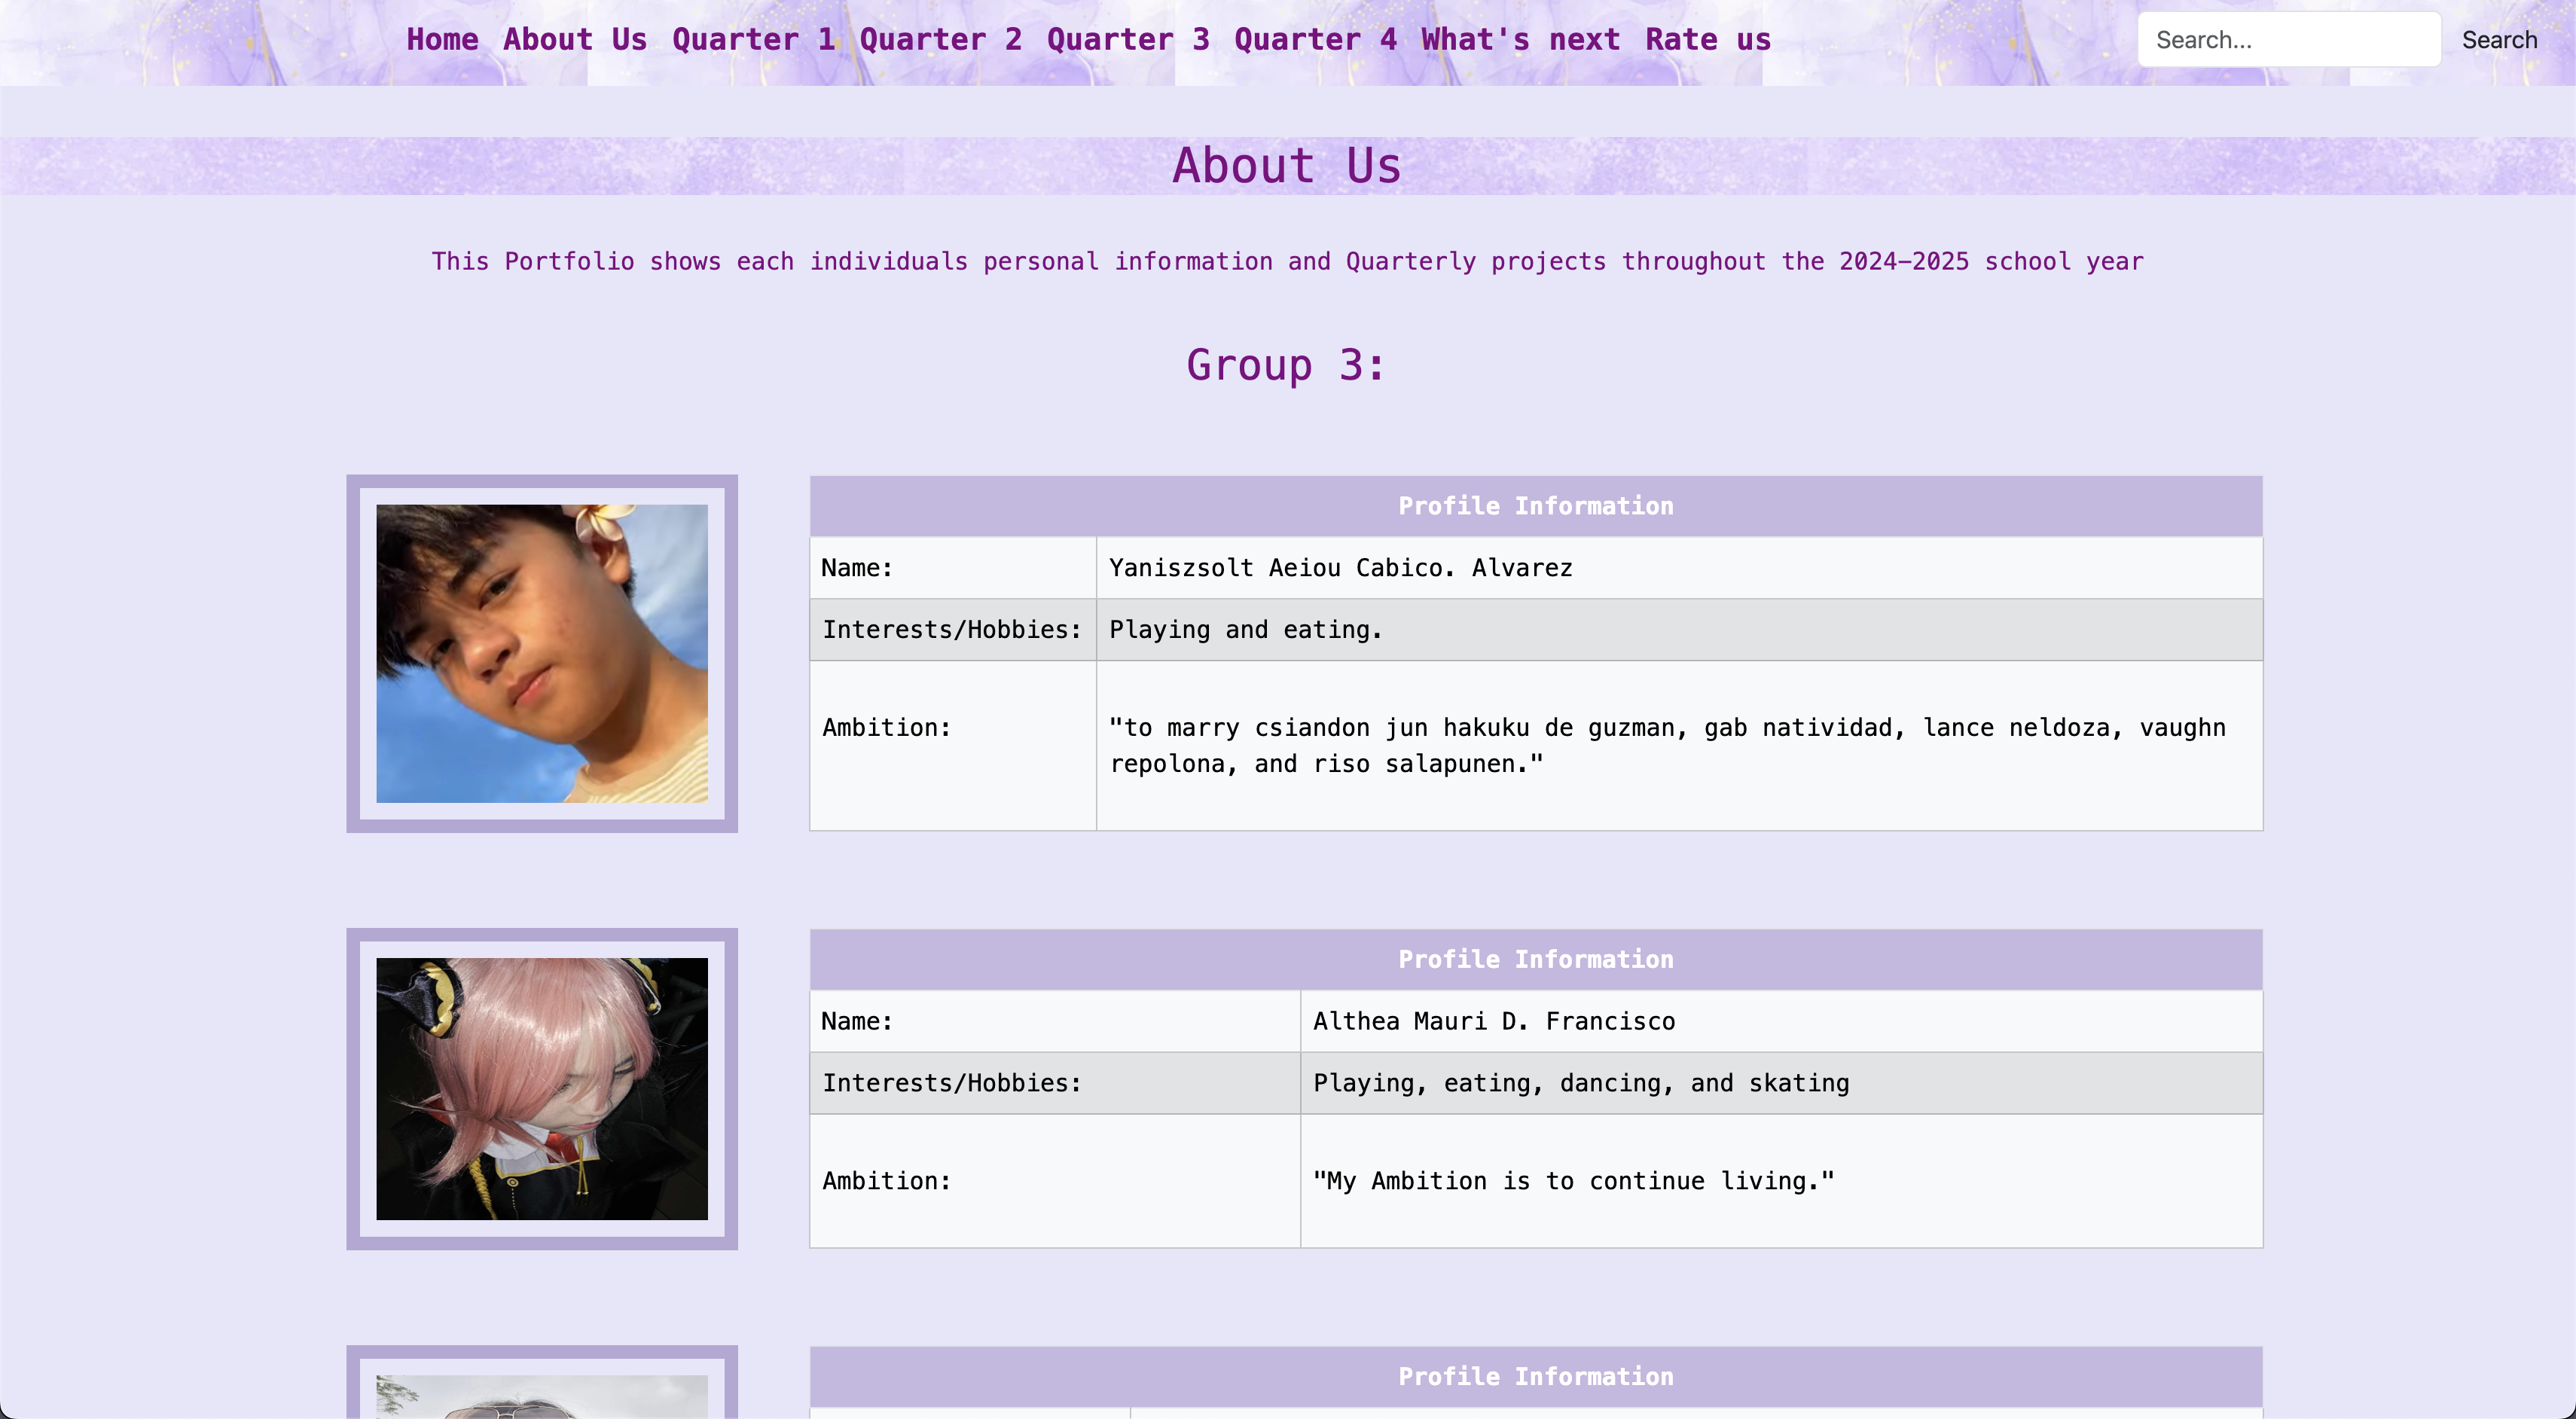 Home About Us Quarter 1 Quarter 2 Quarter 3 Quarter 4 What's next Rate us Search... Search
About Us
This Portfolio shows each individuals personal information and Quarterly projects throughout the 2024–2025 school year
Group 3:
Profile Information
Name: Yaniszsolt Aeiou Cabico. Alvarez
Interests/Hobbies: Playing and eating.
Ambition: "to marry csiandon jun hakuku de guzman, gab natividad, lance neldoza, vaughn
repolona, and riso salapunen."
Profile Information
Name: Althea Mauri D. Francisco
Interests/Hobbies: Playing, eating, dancing, and skating
Ambition: "My Ambition is to continue living."
Profile Information